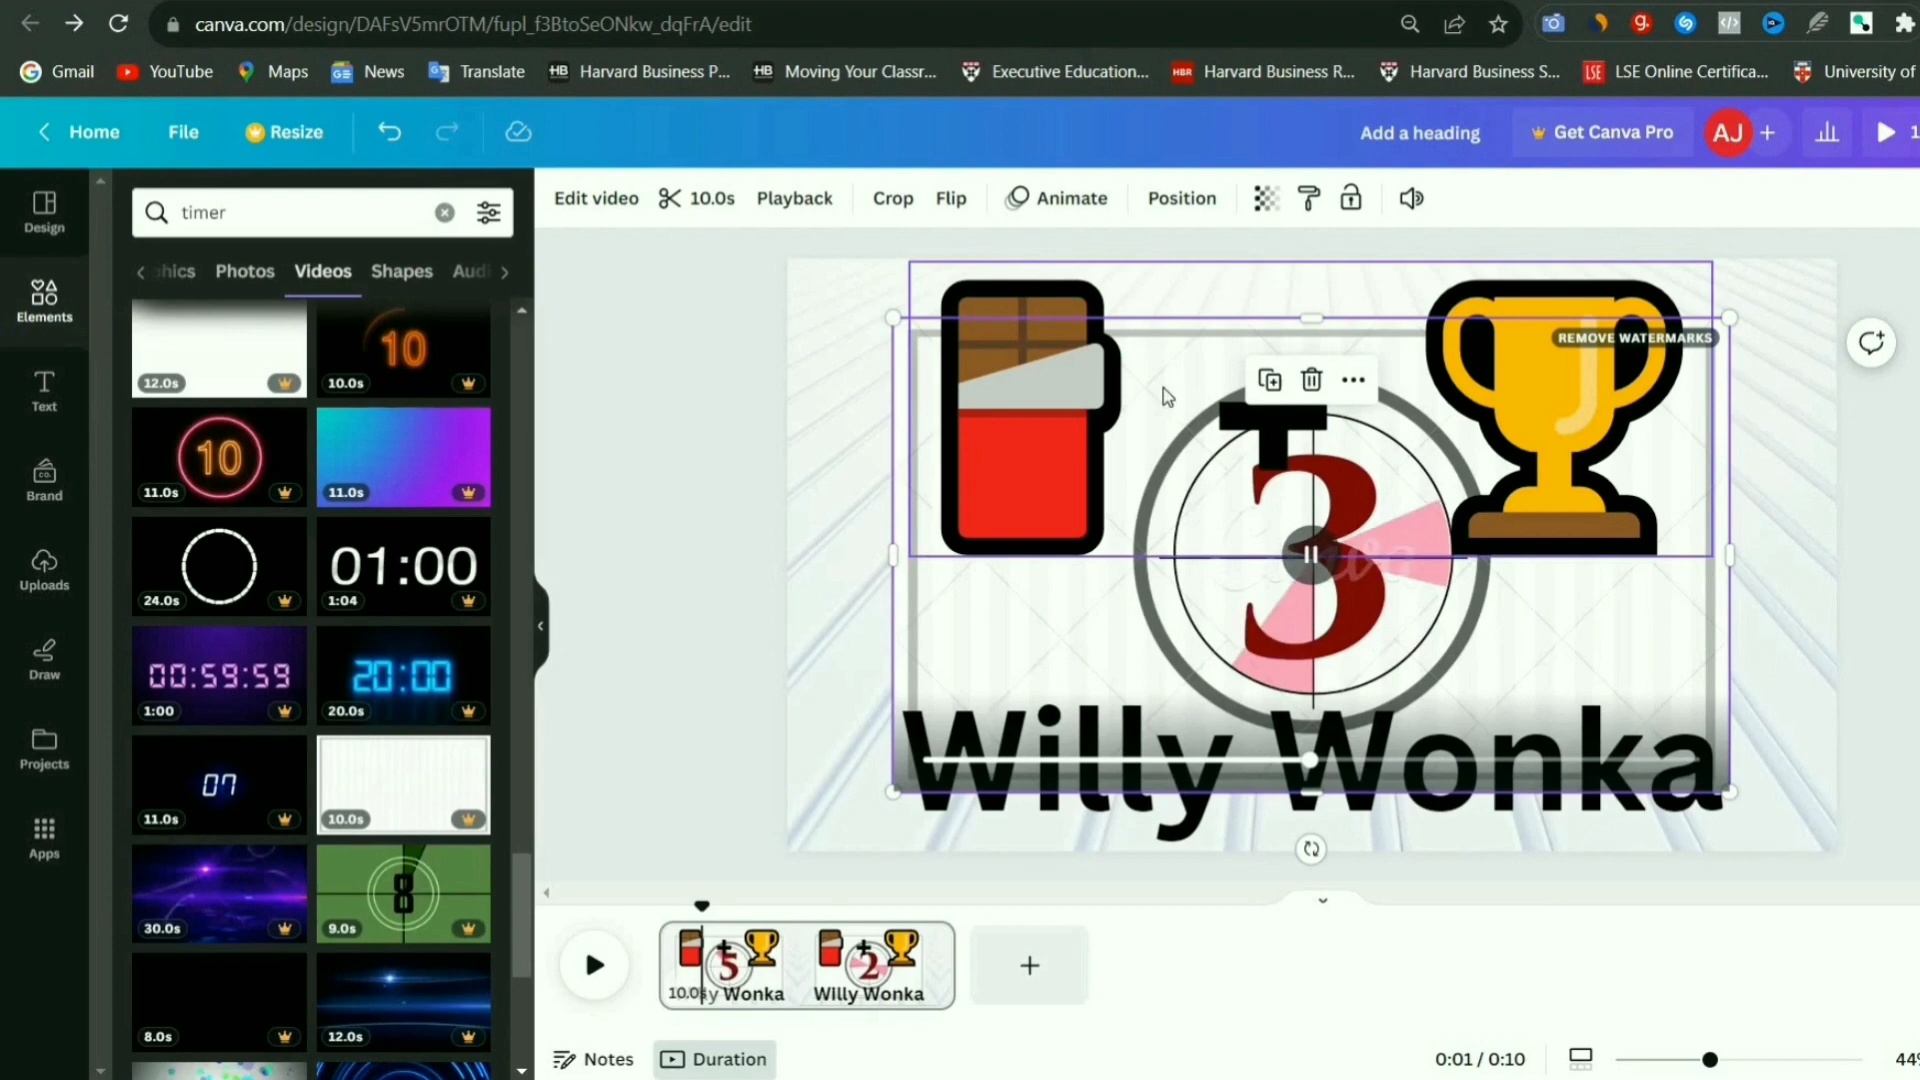 canva.com/design/DAFsV5mrOTM/fupl_f3BtoSeONkw_dqFrA/edit
Gmail YouTube Maps News Translate HB Harvard Business P... HB Moving Your Classr... Executive Education... HBR Harvard Business R... Harvard Business S... LSE LSE Online Certifica... University of
Home File Resize Add a heading Get Canva Pro AJ + 1
Design
Elements
Text
Brand
Uploads
Draw
Projects
Apps
timer
Photos Videos Shapes
12.0s 10 10.0s
10 11.0s 11.0s
24.0s 01:00 1:04
00:59:59 1:00 20:00 20.0s
07 11.0s 10.0s
30.0s 8 9.0s
8.0s 12.0s
Edit video 10.0s Playback Crop Flip Animate Position
REMOVE WATERMARKS
3
Willy Wonka
5 2
10.0s y Wonka Willy Wonka
Notes Duration 0:01 / 0:10